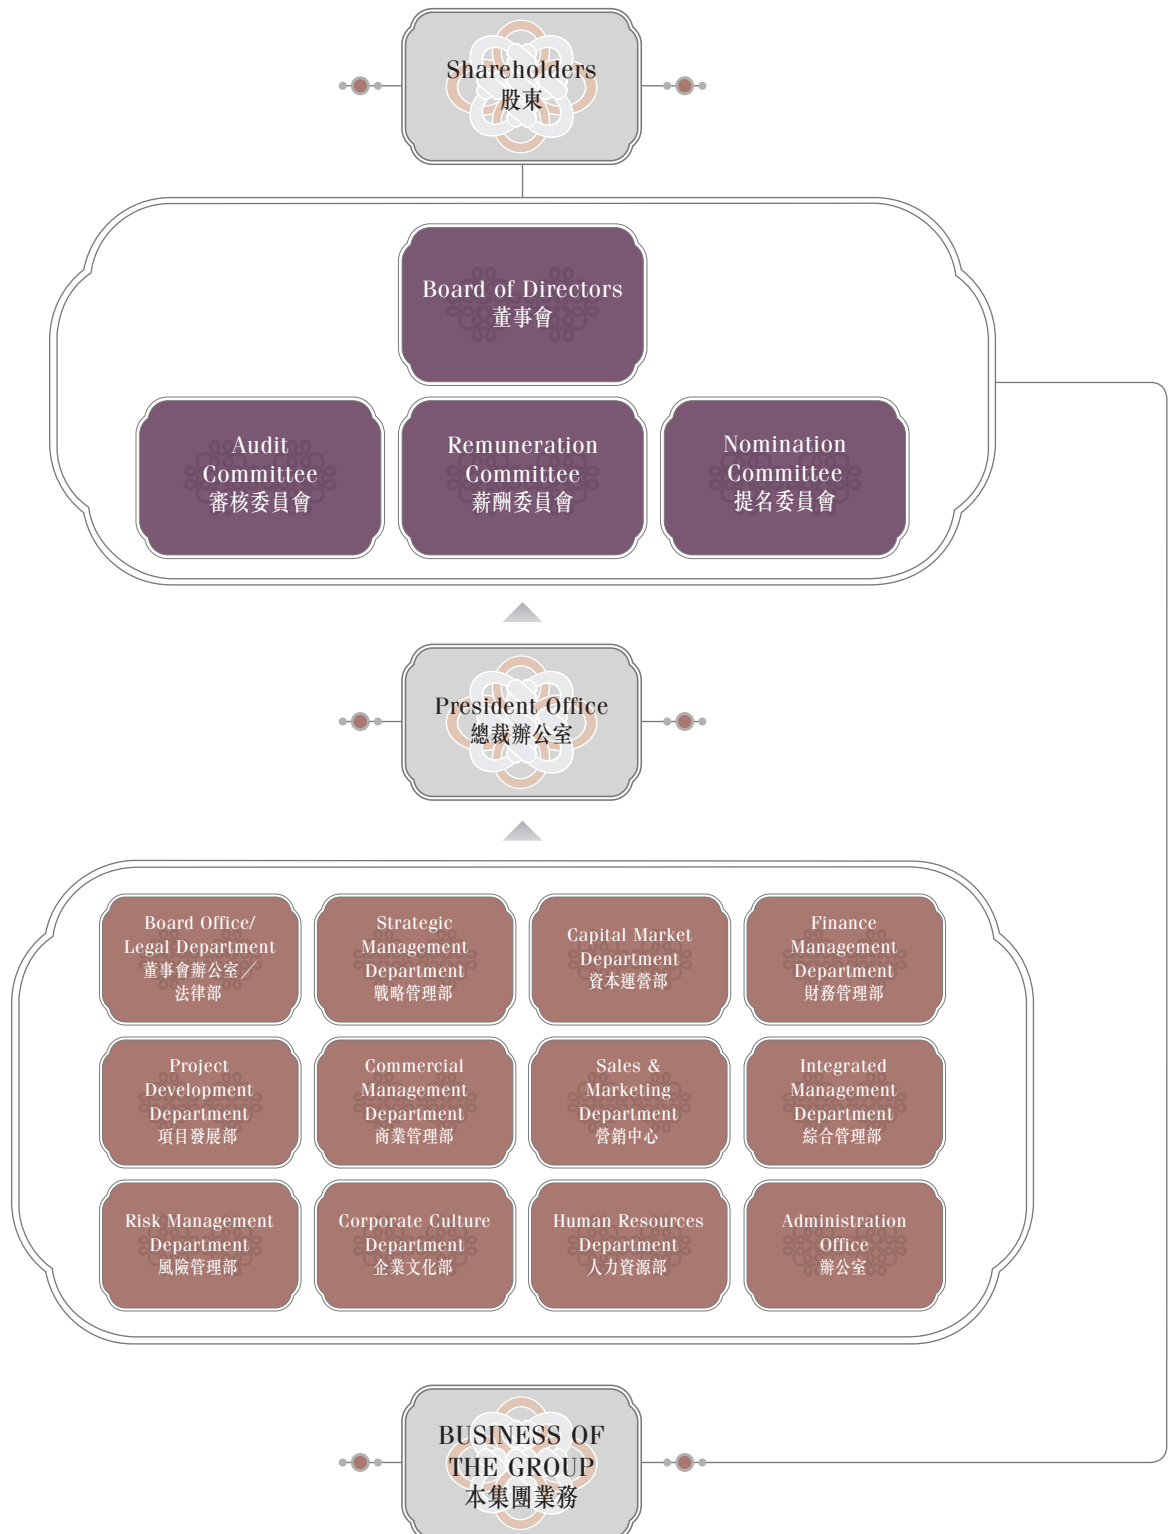 Shareholders
股東
Board of Directors
董事會
Audit
Committee
審核委員會
Remuneration
Committee
薪酬委員會
Nomination
Committee
提名委員會
President Office
總裁辦公室
Board Office/
Legal Department
董事會辦公室／
法律部
Strategic
Management
Department
戰略管理部
Capital Market
Department
資本運營部
Finance
Management
Department
財務管理部
Project
Development
Department
項目發展部
Commercial
Management
Department
商業管理部
Sales &
Marketing
Department
營銷中心
Integrated
Management
Department
綜合管理部
Risk Management
Department
風險管理部
Corporate Culture
Department
企業文化部
Human Resources
Department
人力資源部
Administration
Office
辦公室
BUSINESS OF
THE GROUP
本集團業務